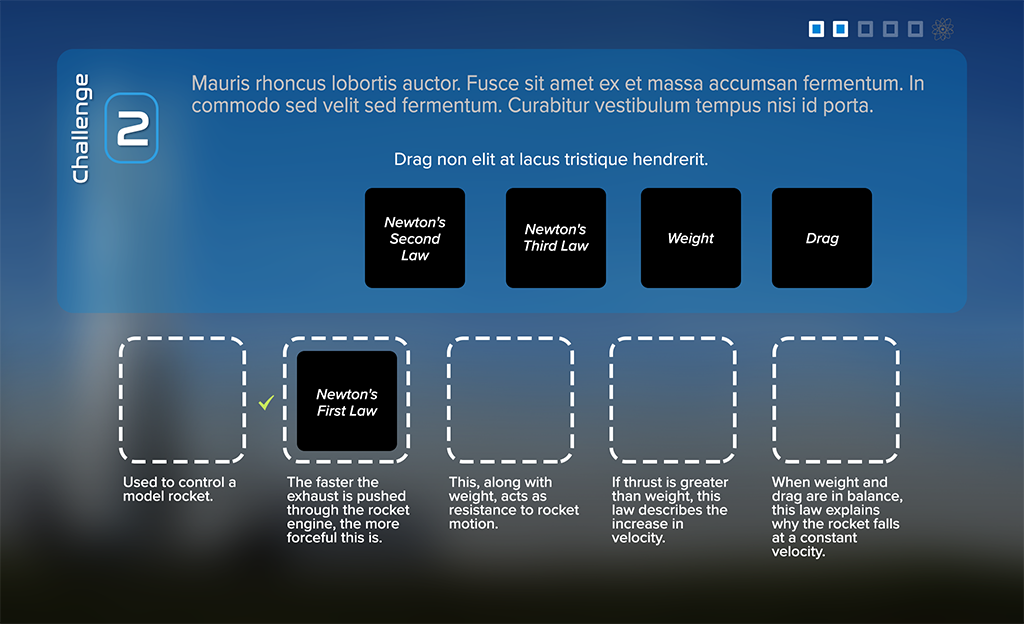 Challenge
2
Mauris rhoncus lobortis auctor. Fusce sit amet ex et massa accumsan fermentum. In
commodo sed velit sed fermentum. Curabitur vestibulum tempus nisi id porta.
Drag non elit at lacus tristique hendrerit.
Newton's
Second
Law
Newton's
Third Law
Weight
Drag
Newton's
First Law
Used to control a
model rocket.
The faster the
exhaust is pushed
through the rocket
engine, the more
forceful this is.
This, along with
weight, acts as
resistance to rocket
motion.
If thrust is greater
than weight, this
law describes the
increase in
velocity.
When weight and
drag are in balance,
this law explains
why the rocket falls
at a constant
velocity.